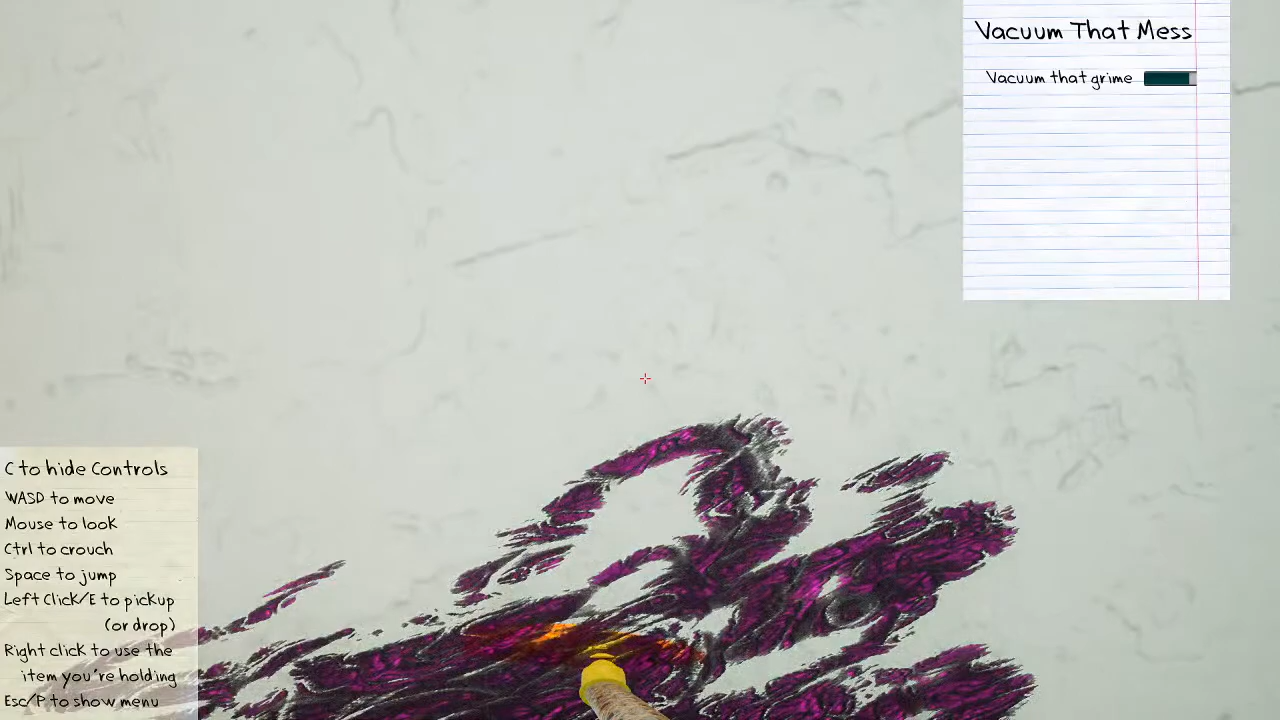 Vacuum That Mess
Vacuum that grime
C to hide Controls
WASD to move
Mouse to look
Ctrl to crouch
Space to jump
Left Click/E to pickup
(or drop)
Right click to use the
item you're holding
Esc/P to show menu